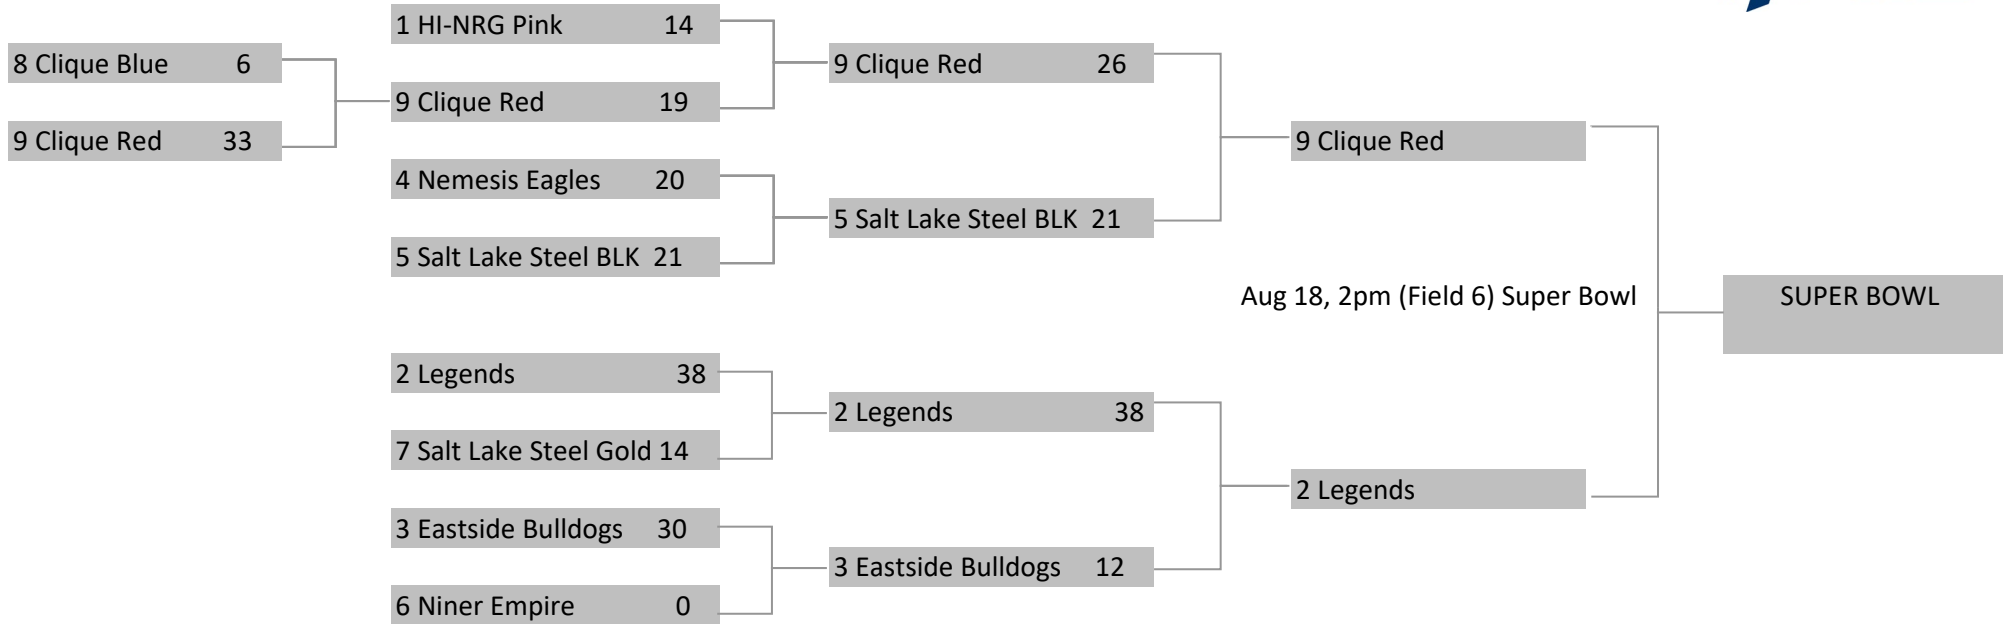 8 Clique Blue 6
9 Clique Red 33
1 HI-NRG Pink 14
9 Clique Red 19
4 Nemesis Eagles 20
5 Salt Lake Steel BLK 21
2 Legends 38
7 Salt Lake Steel Gold 14
3 Eastside Bulldogs 30
6 Niner Empire 0
9 Clique Red 26
5 Salt Lake Steel BLK 21
2 Legends 38
3 Eastside Bulldogs 12
9 Clique Red
Aug 18, 2pm (Field 6) Super Bowl
2 Legends
SUPER BOWL